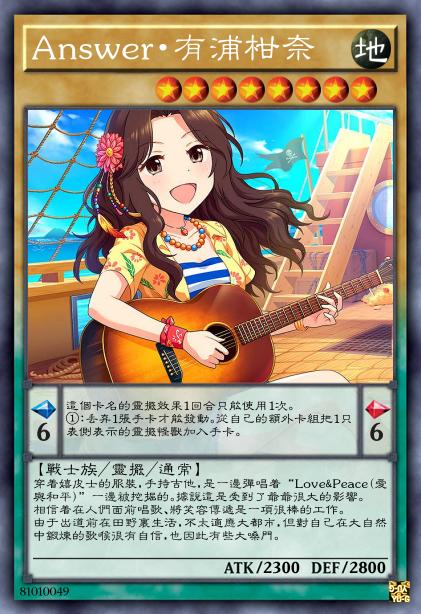 Answer・有浦柑奈
地
這個卡名的靈擺效果1回合只能使用1次。
①:丟弃1張手卡才能發動。從自己的額外卡組把1只
表側表示的靈擺怪獸加入手卡。
6
6
【戰士族／靈擺／通常】
穿着嬉皮士的服裝,手持吉他,是一邊彈唱着“Love&Peace(愛
與和平)”一邊被挖掘的。據說這是受到了爺爺很大的影響。
相信着在人們面前唱歌,將笑容傳遞是一項很棒的工作。
由于出道前在田野裏生活,不太適應大都市,但對自己在大自然
中鍛煉的歌喉很有自信,也因此有些大嗓門。
ATK/2300 DEF/2800
81010049